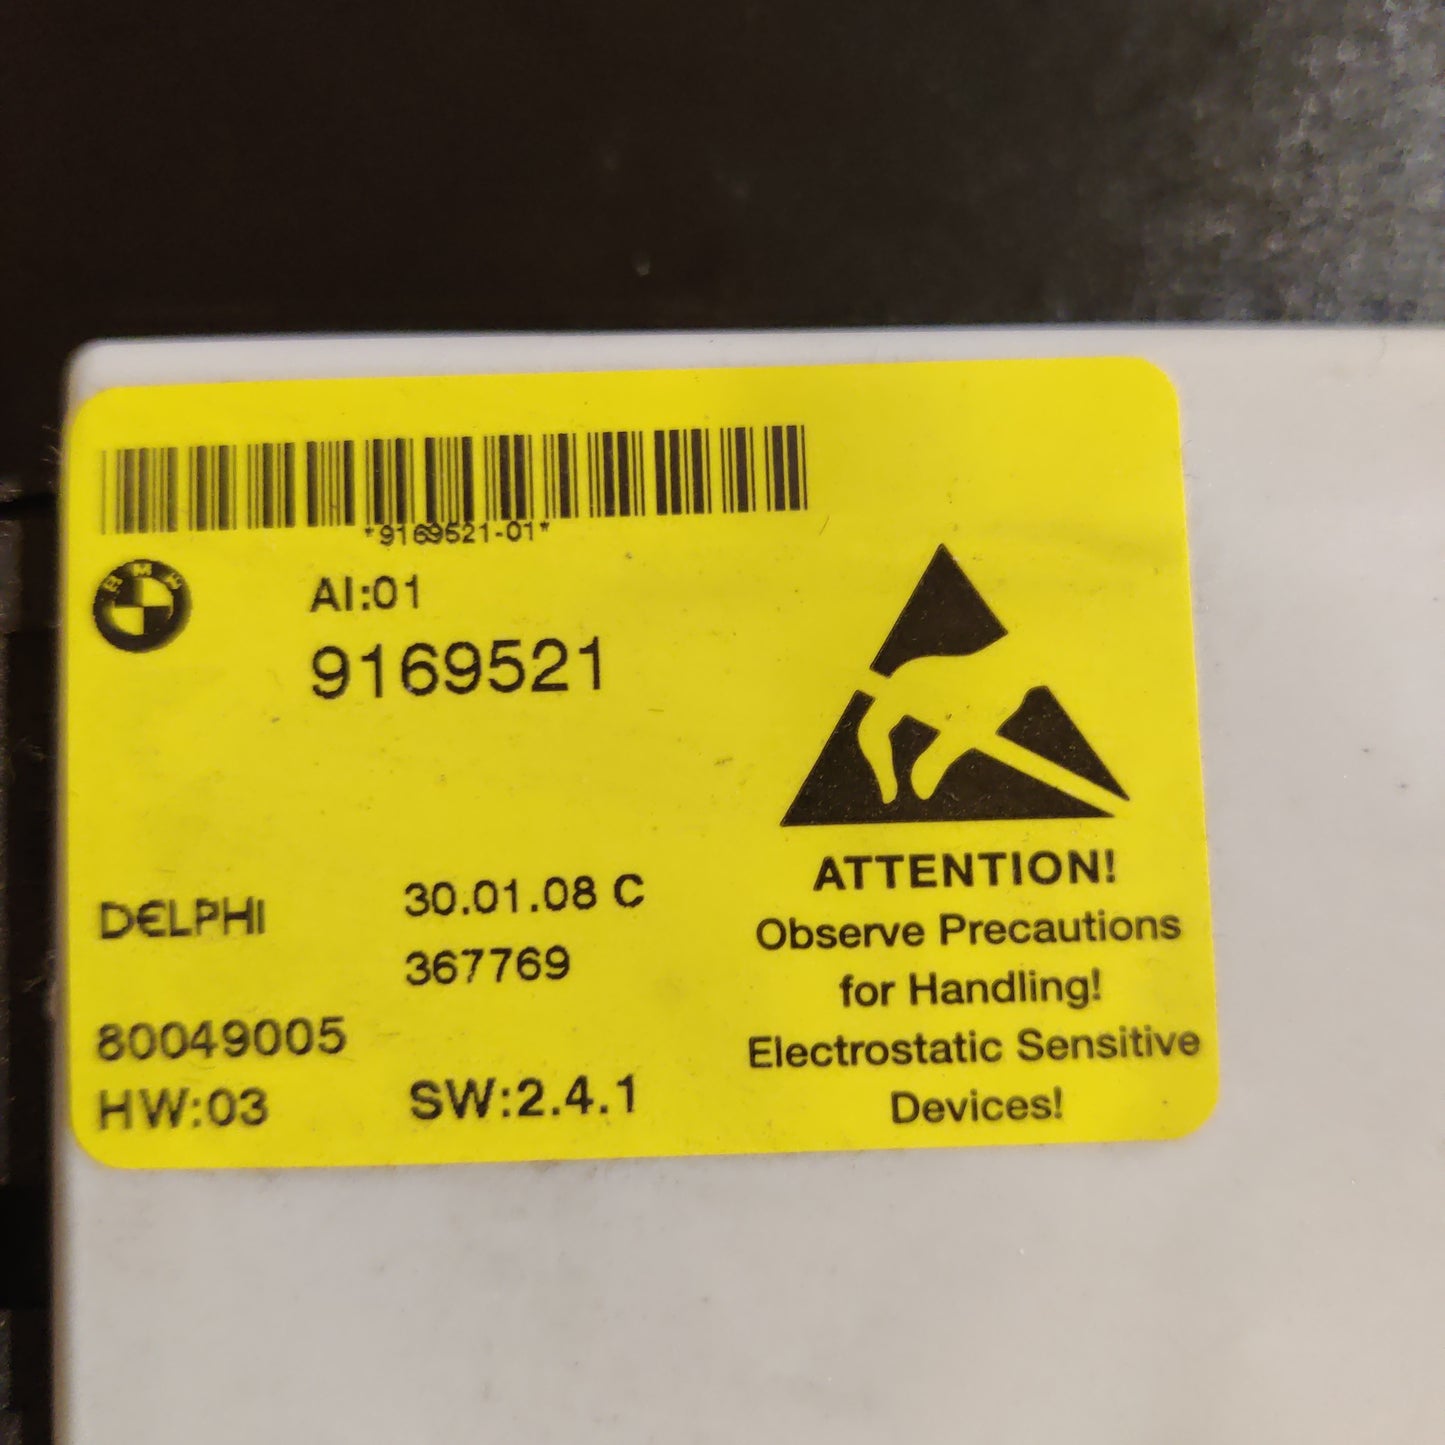 *9169521-01*
BMW
AI:01
9169521
DELPHI
30.01.08 C
367769
80049005
HW:03
SW:2.4.1
ATTENTION!
Observe Precautions
for Handling!
Electrostatic Sensitive
Devices!